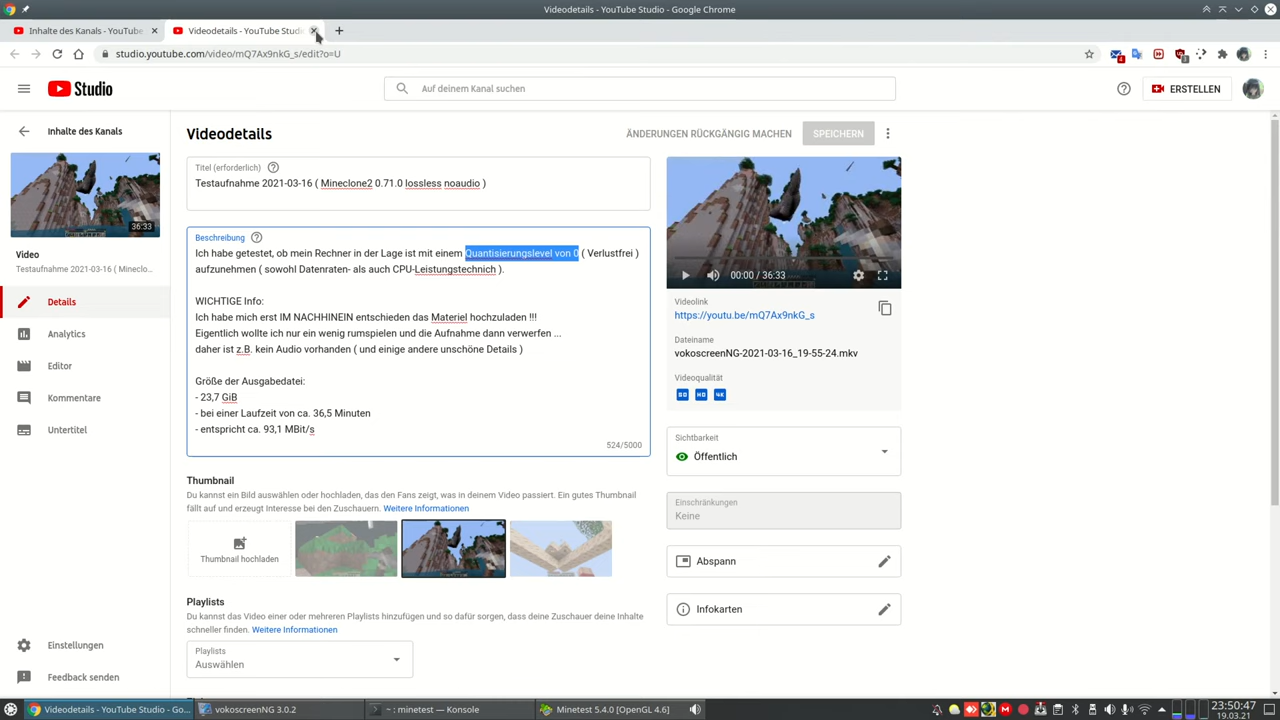 Videodetails - YouTube Studio - Google Chrome
Inhalte des Kanals - YouTube
Videodetails - YouTube Studi
studio.youtube.com/video/mQ7Ax9nkG_s/edit?o=U
Studio
Auf deinem Kanal suchen
ERSTELLEN
Inhalte des Kanals
36:33
Video
Testaufnahme 2021-03-16 ( Mineclo…
Details
Analytics
Editor
Kommentare
Untertitel
Einstellungen
Feedback senden
Videodetails
ÄNDERUNGEN RÜCKGÄNGIG MACHEN
SPEICHERN
Titel (erforderlich)
Testaufnahme 2021-03-16 ( Mineclone2 0.71.0 lossless noaudio )
Beschreibung
Ich habe getestet, ob mein Rechner in der Lage ist mit einem Quantisierungslevel von 0 ( Verlustfrei )
aufzunehmen ( sowohl Datenraten- als auch CPU-Leistungstechnich ).
WICHTIGE Info:
Ich habe mich erst IM NACHHINEIN entschieden das Materiel hochzuladen !!!
Eigentlich wollte ich nur ein wenig rumspielen und die Aufnahme dann verwerfen ...
daher ist z.B. kein Audio vorhanden ( und einige andere unschöne Details )
Größe der Ausgabedatei:
- 23,7 GiB
- bei einer Laufzeit von ca. 36,5 Minuten
- entspricht ca. 93,1 MBit/s
524/5000
Thumbnail
Du kannst ein Bild auswählen oder hochladen, das den Fans zeigt, was in deinem Video passiert. Ein gutes Thumbnail
fällt auf und erzeugt Interesse bei den Zuschauern. Weitere Informationen
Thumbnail hochladen
Playlists
Du kannst das Video einer oder mehreren Playlists hinzufügen und so dafür sorgen, dass deine Zuschauer deine Inhalte
schneller finden. Weitere Informationen
Playlists
Auswählen
00:00 / 36:33
Videolink
https://youtu.be/mQ7Ax9nkG_s
Dateiname
vokoscreenNG-2021-03-16_19-55-24.mkv
Videoqualität
SD HD 4K
Sichtbarkeit
Öffentlich
Einschränkungen
Keine
Abspann
Infokarten
Videodetails - YouTube Studio - Go...
vokoscreenNG 3.0.2
~ : minetest — Konsole
Minetest 5.4.0 [OpenGL 4.6]
23:50:47
19.03.21